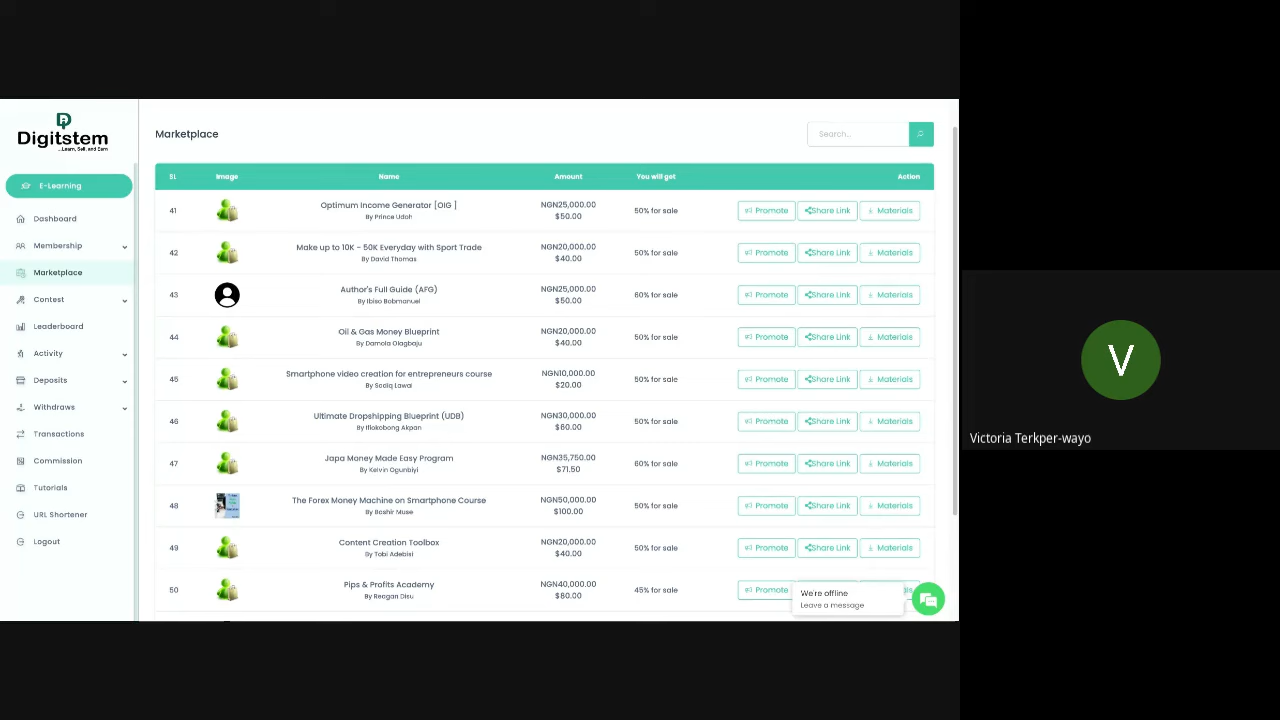 Digitstem
...Learn, Sell, and Earn
E-Learning
Dashboard
Membership
Marketplace
Contest
Leaderboard
Activity
Deposits
Withdraws
Transactions
Commission
Tutorials
URL Shortener
Logout
Marketplace
Search...
SL Image Name Amount You will get Action
41 Optimum Income Generator [OIG ] NGN25,000.00 50% for sale Promote Share Link Materials
By Prince Udoh $50.00
42 Make up to 10K - 50K Everyday with Sport Trade NGN20,000.00 50% for sale Promote Share Link Materials
By David Thomas $40.00
43 Author's Full Guide (AFG) NGN25,000.00 60% for sale Promote Share Link Materials
By Ibiso Bobmanuel $50.00
44 Oil & Gas Money Blueprint NGN20,000.00 50% for sale Promote Share Link Materials
By Damola Olagbaju $40.00
45 Smartphone video creation for entrepreneurs course NGN10,000.00 50% for sale Promote Share Link Materials
By Sodiq Lawal $20.00
46 Ultimate Dropshipping Blueprint (UDB) NGN30,000.00 50% for sale Promote Share Link Materials
By Ifiokobong Akpan $60.00
47 Japa Money Made Easy Program NGN35,750.00 60% for sale Promote Share Link Materials
By Kelvin Ogunbiyi $71.50
48 The Forex Money Machine on Smartphone Course NGN50,000.00 50% for sale Promote Share Link Materials
By Bashir Muse $100.00
49 Content Creation Toolbox NGN20,000.00 50% for sale Promote Share Link Materials
By Tobi Adebisi $40.00
50 Pips & Profits Academy NGN40,000.00 45% for sale Promote
By Reogan Disu $80.00
We're offline
Leave a message
V
Victoria Terkper-wayo